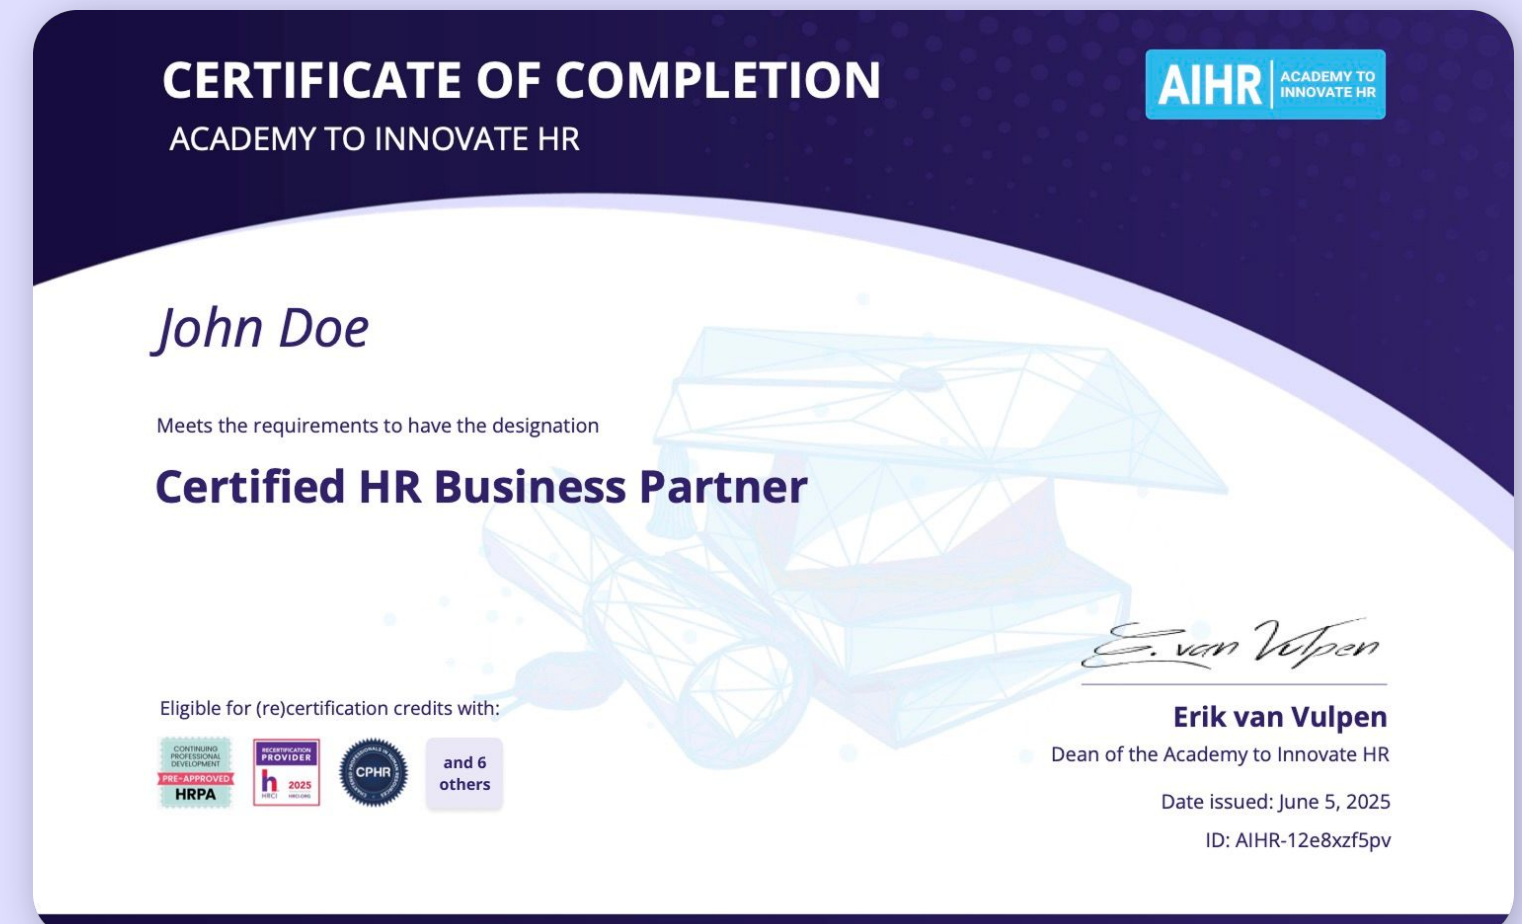 CERTIFICATE OF COMPLETION
ACADEMY TO INNOVATE HR
AIHR
ACADEMY TO
INNOVATE HR
John Doe
Meets the requirements to have the designation
Certified HR Business Partner
E. van Vulpen
Erik van Vulpen
Dean of the Academy to Innovate HR
Date issued: June 5, 2025
ID: AIHR-12e8xzf5pv
Eligible for (re)certification credits with:
CONTINUING
PROFESSIONAL
DEVELOPMENT
PRE-APPROVED
HRPA
RECERTIFICATION
PROVIDER
h
HRCI
2025
HRCI.ORG
CPHR
and 6
others